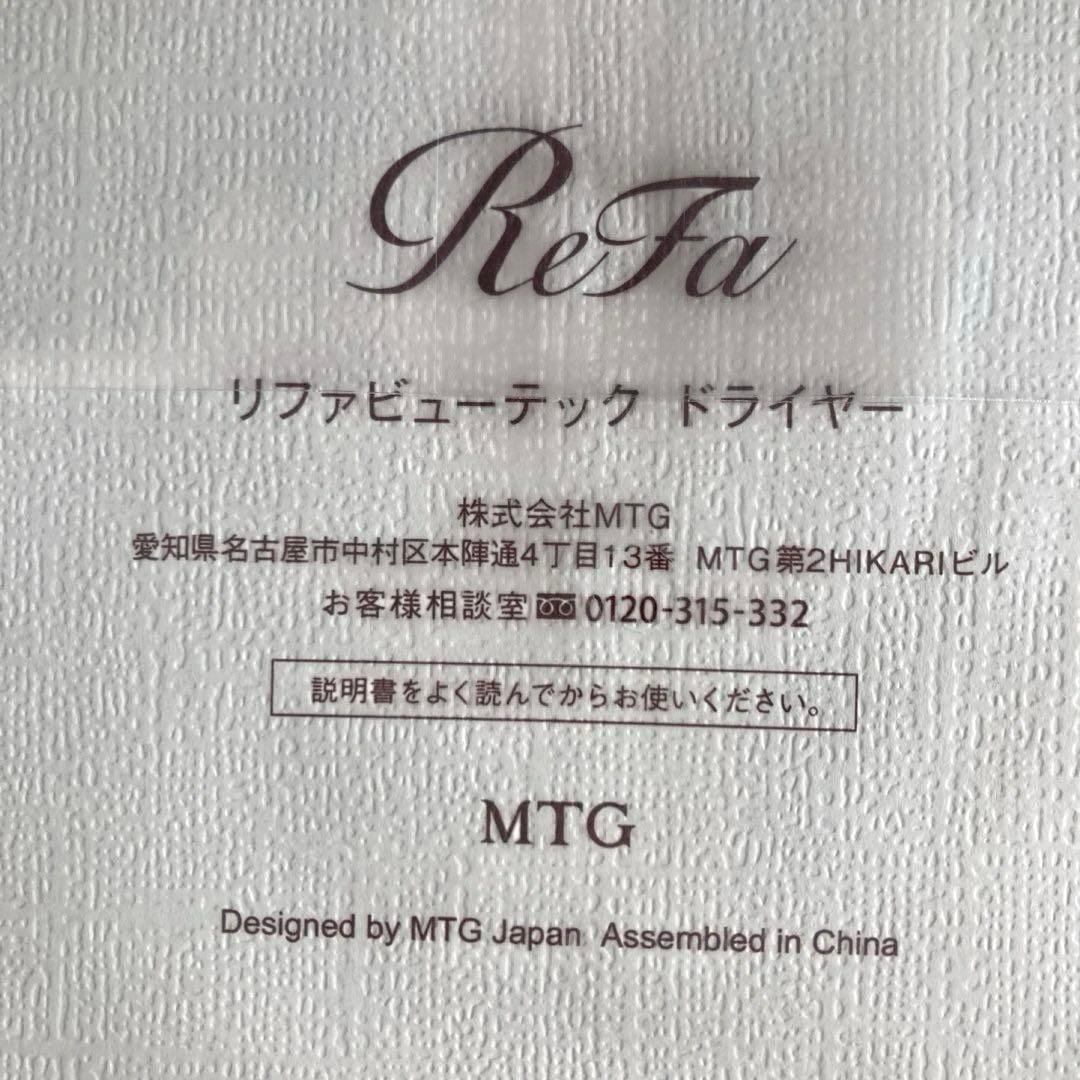 ReFa
リファビューテック ドライヤー
株式会社MTG
愛知県名古屋市中村区本陣通4丁目13番 MTG第2HIKARIビル
お客様相談室 0120-315-332
説明書をよく読んでからお使いください。
MTG
Designed by MTG Japan Assembled in China